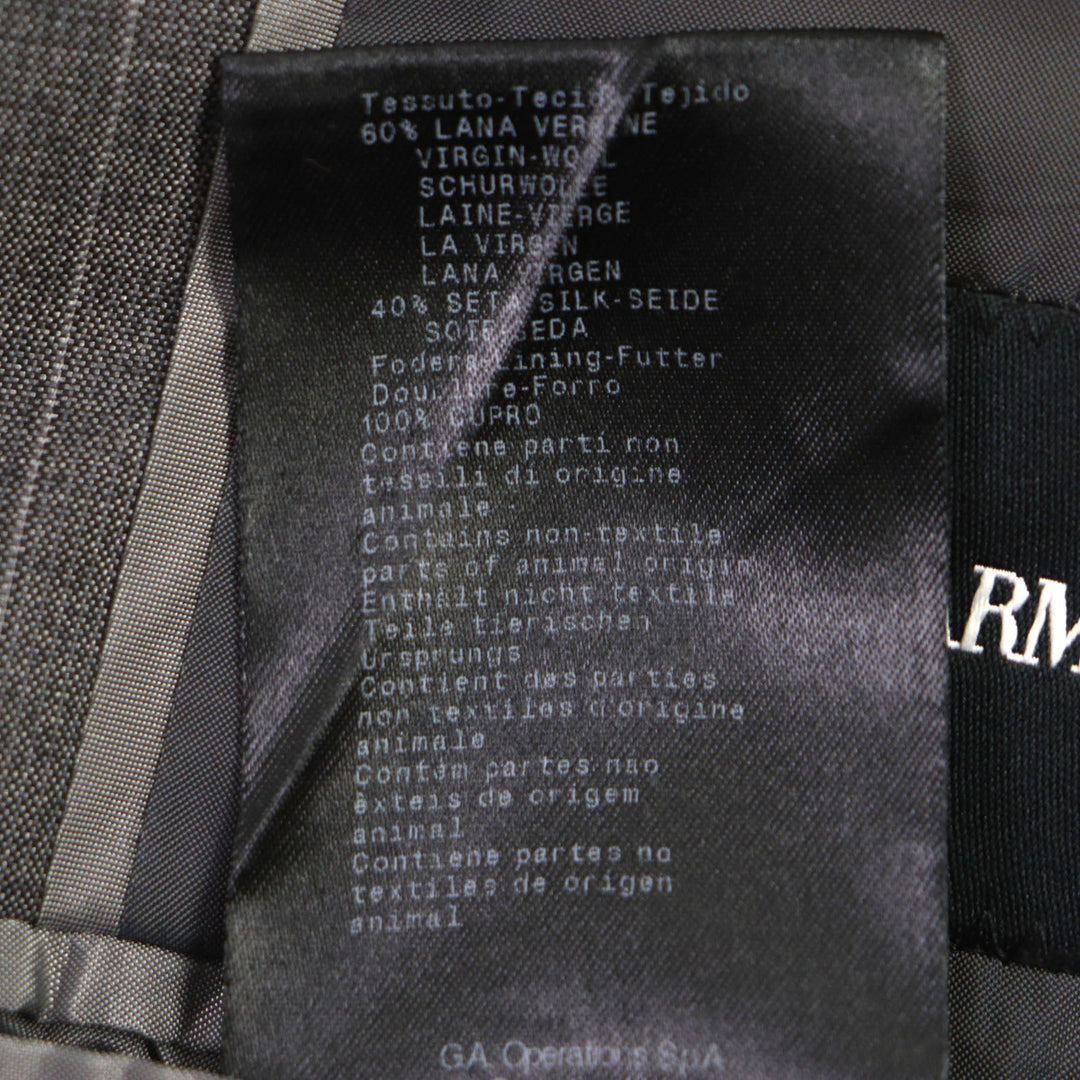 Tessuto-Tecido-Tejido
60% LANA VERGINE
VIRGIN-WOOL
SCHURWOLLE
LAINE-VIERGE
LA VIRGEN
LANA VIRGEN
40% SETA-SILK-SEIDE
SOIE-SEDA
Fodera-Lining-Futter
Doublure-Forro
100% CUPRO
Contiene parti non
tessili di origine
animale
Contains non-textile
parts of animal origin
Enthält nicht textile
Teile tierischen
Ursprungs
Contient des parties
non textiles d'origine
animale
Contém partes não
êxteis de origem
animal
Contiene partes no
textiles de origen
animal
G.A. Operations S.p.A
ARM